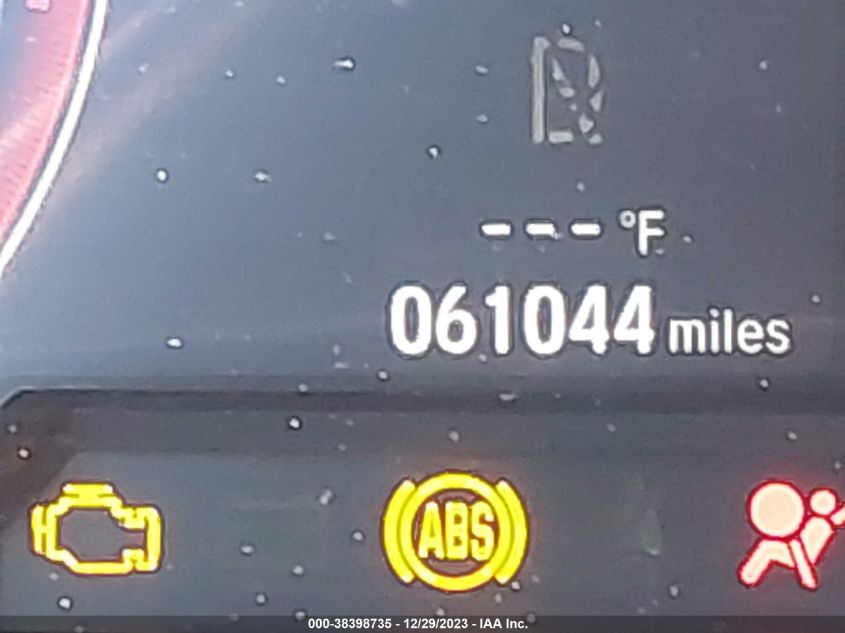 --- °F
061044 miles
ABS
000-38398735 - 12/29/2023 - IAA Inc.